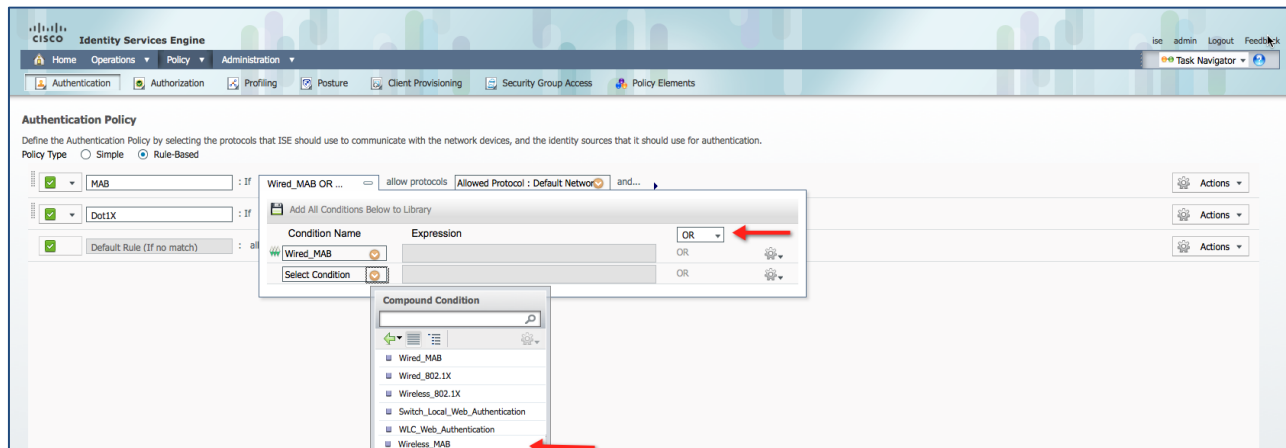 CISCO Identity Services Engine
ise admin Logout Feedback
Home Operations Policy Administration
Task Navigator
Authentication Authorization Profiling Posture Client Provisioning Security Group Access Policy Elements
Authentication Policy
Define the Authentication Policy by selecting the protocols that ISE should use to communicate with the network devices, and the identity sources that it should use for authentication.
Policy Type Simple Rule-Based
MAB : If Wired_MAB OR ... allow protocols Allowed Protocol : Default Networ and... Actions
Add All Conditions Below to Library
Dot1X : If Actions
Condition Name Expression OR
Default Rule (If no match) : all Actions
Wired_MAB OR
Select Condition OR
Compound Condition
Wired_MAB
Wired_802.1X
Wireless_802.1X
Switch_Local_Web_Authentication
WLC_Web_Authentication
Wireless_MAB